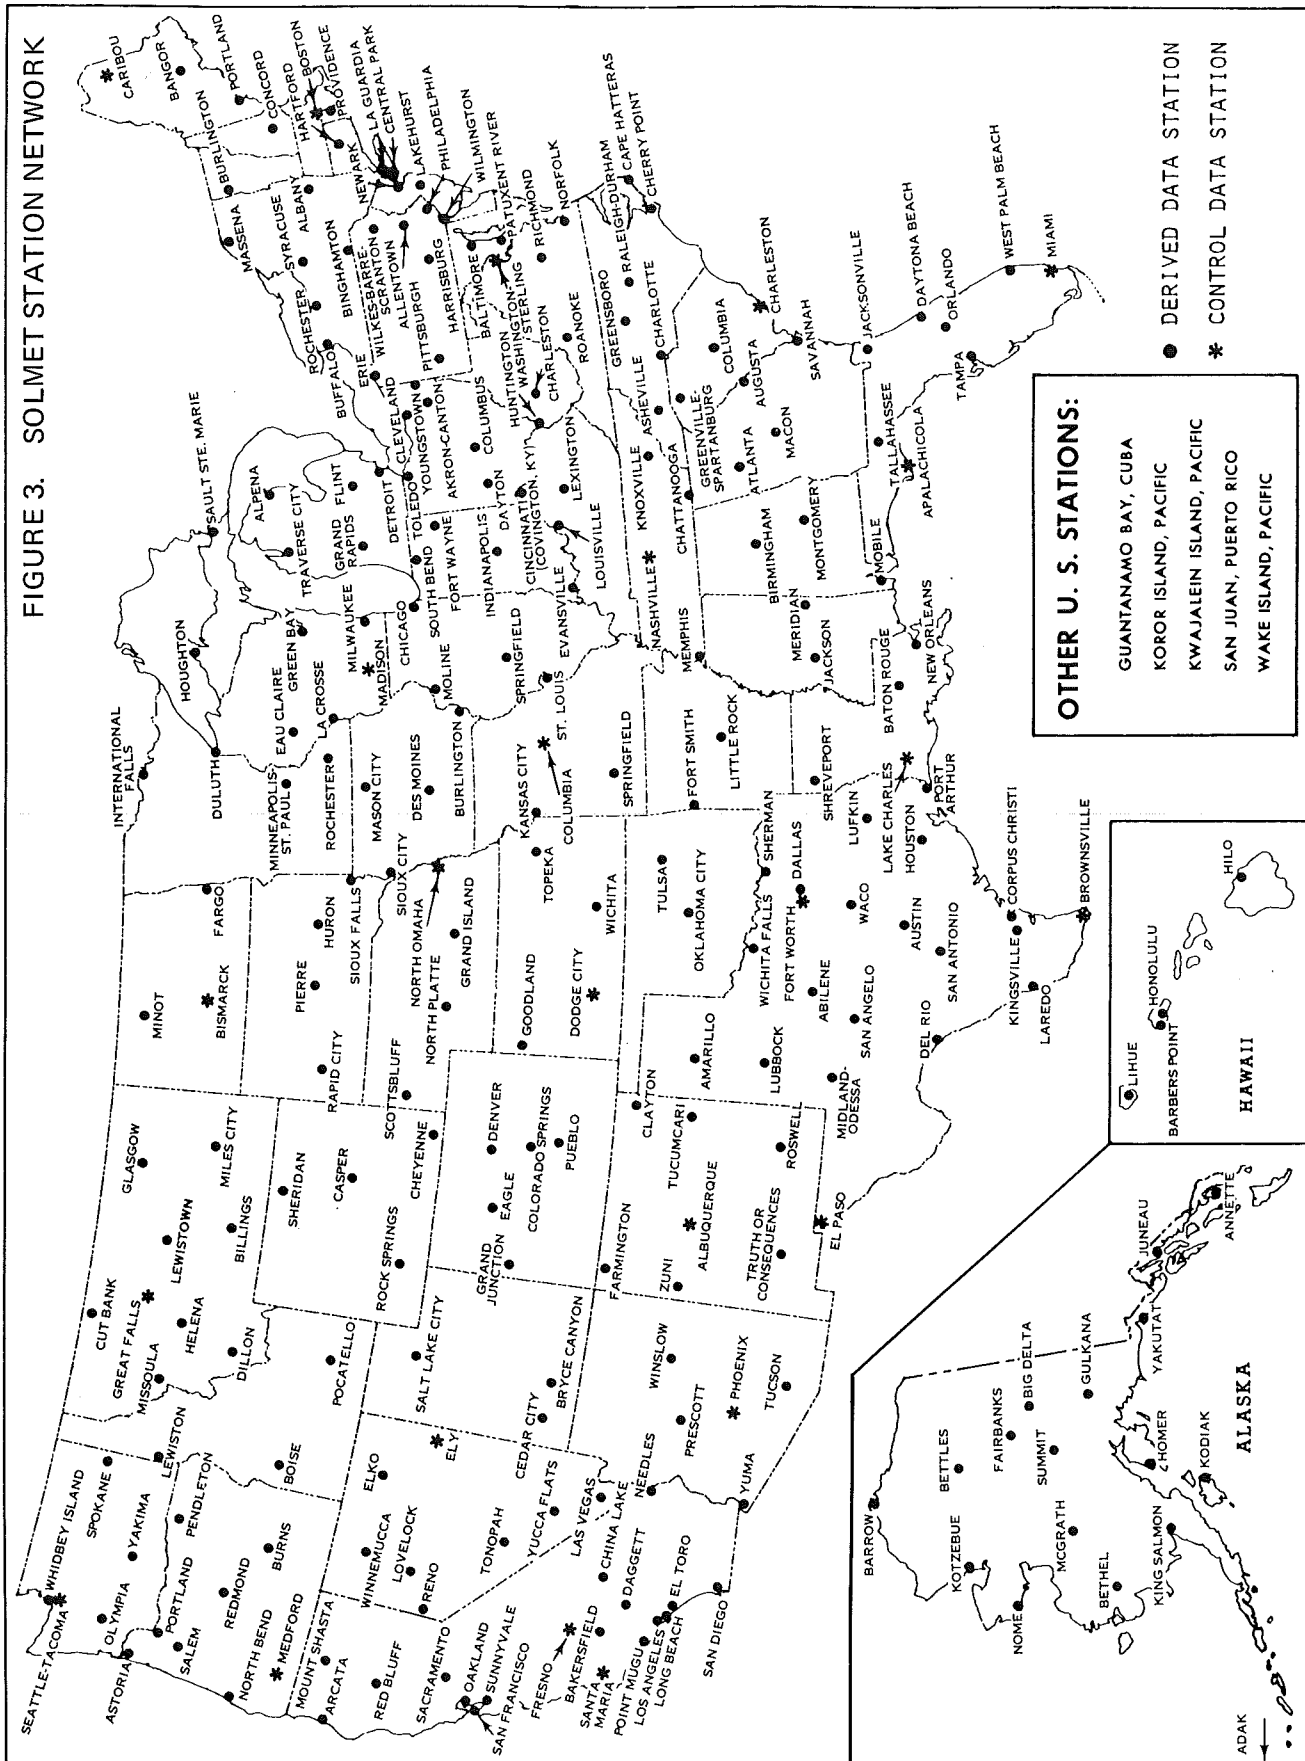 FIGURE 3. SOLMET STATION NETWORK
SEATTLE-TACOMA
WHIDBEY ISLAND
SPOKANE
OLYMPIA
YAKIMA
ASTORIA
PORTLAND
PENDLETON
SALEM
REDMOND
BURNS
NORTH BEND
MEDFORD
LEWISTON
BOISE
POCATELLO
CUT BANK
GREAT FALLS
MISSOULA
HELENA
DILLON
LEWISTOWN
BILLINGS
GLASGOW
MILES CITY
SHERIDAN
CASPER
ROCK SPRINGS
CHEYENNE
MINOT
BISMARCK
FARGO
PIERRE
HURON
RAPID CITY
SIOUX FALLS
SCOTTSBLUFF
NORTH PLATTE
GRAND ISLAND
NORTH OMAHA
SIOUX CITY
INTERNATIONAL
FALLS
DULUTH
MINNEAPOLIS-
ST. PAUL
ROCHESTER
EAU CLAIRE
GREEN BAY
LA CROSSE
MILWAUKEE
MADISON
MASON CITY
DES MOINES
BURLINGTON
HOUGHTON
SAULT STE. MARIE
ALPENA
TRAVERSE CITY
GRAND
RAPIDS
FLINT
DETROIT
CHICAGO
MOLINE
SPRINGFIELD
SOUTH BEND
FORT WAYNE
INDIANAPOLIS
EVANSVILLE
TOLEDO
CLEVELAND
YOUNGSTOWN
AKRON-CANTON
COLUMBUS
DAYTON
CINCINNATI
(COVINGTON, KY)
LEXINGTON
LOUISVILLE
KANSAS CITY
COLUMBIA
ST. LOUIS
SPRINGFIELD
TOPEKA
WICHITA
GOODLAND
DODGE CITY
DENVER
EAGLE
COLORADO SPRINGS
PUEBLO
GRAND
JUNCTION
SALT LAKE CITY
CEDAR CITY
BRYCE CANYON
ELKO
ELY
WINNEMUCCA
LOVELOCK
RENO
TONOPAH
YUCCA FLATS
LAS VEGAS
MOUNT SHASTA
ARCATA
RED BLUFF
SACRAMENTO
OAKLAND
SUNNYVALE
SAN FRANCISCO
FRESNO
BAKERSFIELD
SANTA
MARIA
POINT MUGU
LOS ANGELES
LONG BEACH
EL TORO
DAGGETT
CHINA LAKE
NEEDLES
SAN DIEGO
YUMA
PRESCOTT
WINSLOW
PHOENIX
TUCSON
FARMINGTON
ZUNI
ALBUQUERQUE
TUCUMCARI
CLAYTON
TRUTH OR
CONSEQUENCES
ROSWELL
EL PASO
MIDLAND-
ODESSA
LUBBOCK
AMARILLO
OKLAHOMA CITY
TULSA
WICHITA FALLS
SHERMAN
FORT WORTH
DALLAS
ABILENE
SAN ANGELO
WACO
LUFKIN
DEL RIO
SAN ANTONIO
AUSTIN
HOUSTON
PORT
ARTHUR
LAREDO
KINGSVILLE
CORPUS CHRISTI
BROWNSVILLE
FORT SMITH
LITTLE ROCK
SHREVEPORT
LAKE CHARLES
BATON ROUGE
NEW ORLEANS
MEMPHIS
NASHVILLE
KNOXVILLE
CHATTANOOGA
JACKSON
MERIDIAN
BIRMINGHAM
MONTGOMERY
MOBILE
ATLANTA
MACON
AUGUSTA
SAVANNAH
COLUMBIA
GREENVILLE-
SPARTANBURG
CHARLESTON
ASHEVILLE
CHARLOTTE
GREENSBORO
RALEIGH-DURHAM
CAPE HATTERAS
CHERRY POINT
JACKSONVILLE
TALLAHASSEE
APALACHICOLA
TAMPA
ORLANDO
DAYTONA BEACH
WEST PALM BEACH
MIAMI
HUNTINGTON
CHARLESTON
ROANOKE
RICHMOND
NORFOLK
WASHINGTON-
STERLING
PATUXENT RIVER
BALTIMORE
WILMINGTON
PHILADELPHIA
HARRISBURG
PITTSBURGH
ALLENTOWN
WILKES-BARRE-
SCRANTON
ERIE
BUFFALO
ROCHESTER
BINGHAMTON
SYRACUSE
ALBANY
MASSENA
NEWARK
LA GUARDIA
CENTRAL PARK
LAKEHURST
BURLINGTON
CONCORD
HARTFORD
BOSTON
PROVIDENCE
PORTLAND
BANGOR
CARIBOU
DERIVED DATA STATION
CONTROL DATA STATION
OTHER U. S. STATIONS:
GUANTANAMO BAY, CUBA
KOROR ISLAND, PACIFIC
KWAJALEIN ISLAND, PACIFIC
SAN JUAN, PUERTO RICO
WAKE ISLAND, PACIFIC
BARROW
KOTZEBUE
BETTLES
NOME
FAIRBANKS
BIG DELTA
SUMMIT
GULKANA
MCGRATH
BETHEL
KING SALMON
HOMER
KODIAK
YAKUTAT
JUNEAU
ANNETTE
ADAK
ALASKA
LIHUE
BARBERS POINT
HONOLULU
HILO
HAWAII